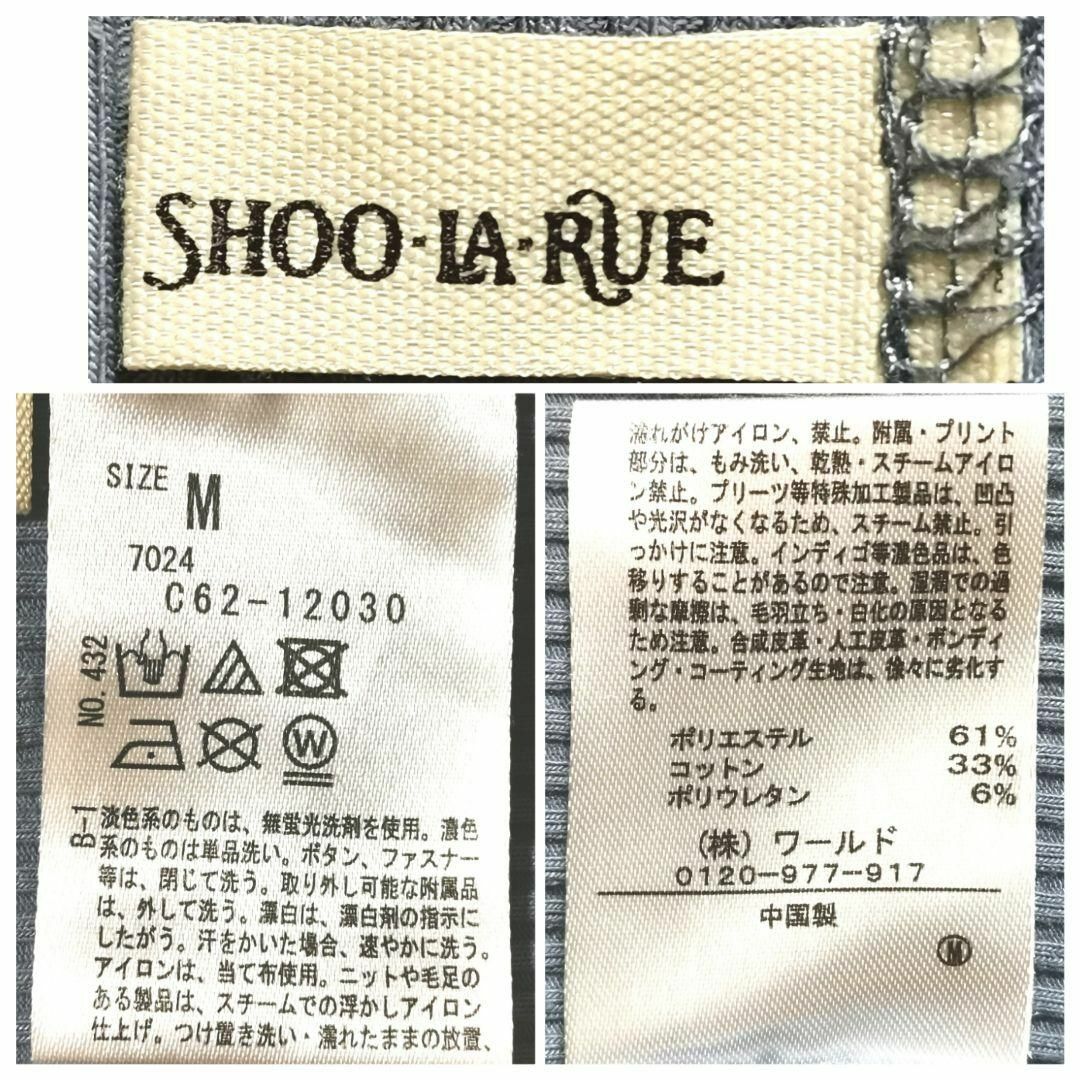 SHOO·LA·RUE
SIZE M
7024
C62-12030
NO. 432
W
B-1
淡色系のものは、無蛍光洗剤を使用。濃色
系のものは単品洗い。ボタン、ファスナー
等は、閉じて洗う。取り外し可能な附属品
は、外して洗う。漂白は、漂白剤の指示に
したがう。汗をかいた場合、速やかに洗う。
アイロンは、当て布使用。ニットや毛足の
ある製品は、スチームでの浮かしアイロン
仕上げ。つけ置き洗い・濡れたままの放置、
濡れがけアイロン、禁止。附属・プリント
部分は、もみ洗い、乾熱・スチームアイロ
ン禁止。プリーツ等特殊加工製品は、凹凸
や光沢がなくなるため、スチーム禁止。引
っかけに注意。インディゴ等濃色品は、色
移りすることがあるので注意。湿潤での過
剰な摩擦は、毛羽立ち・白化の原因となる
ため注意。合成皮革・人工皮革・ボンディ
ング・コーティング生地は、徐々に劣化す
る。
ポリエステル 61%
コットン 33%
ポリウレタン 6%
(株) ワールド
0120-977-917
中国製
M